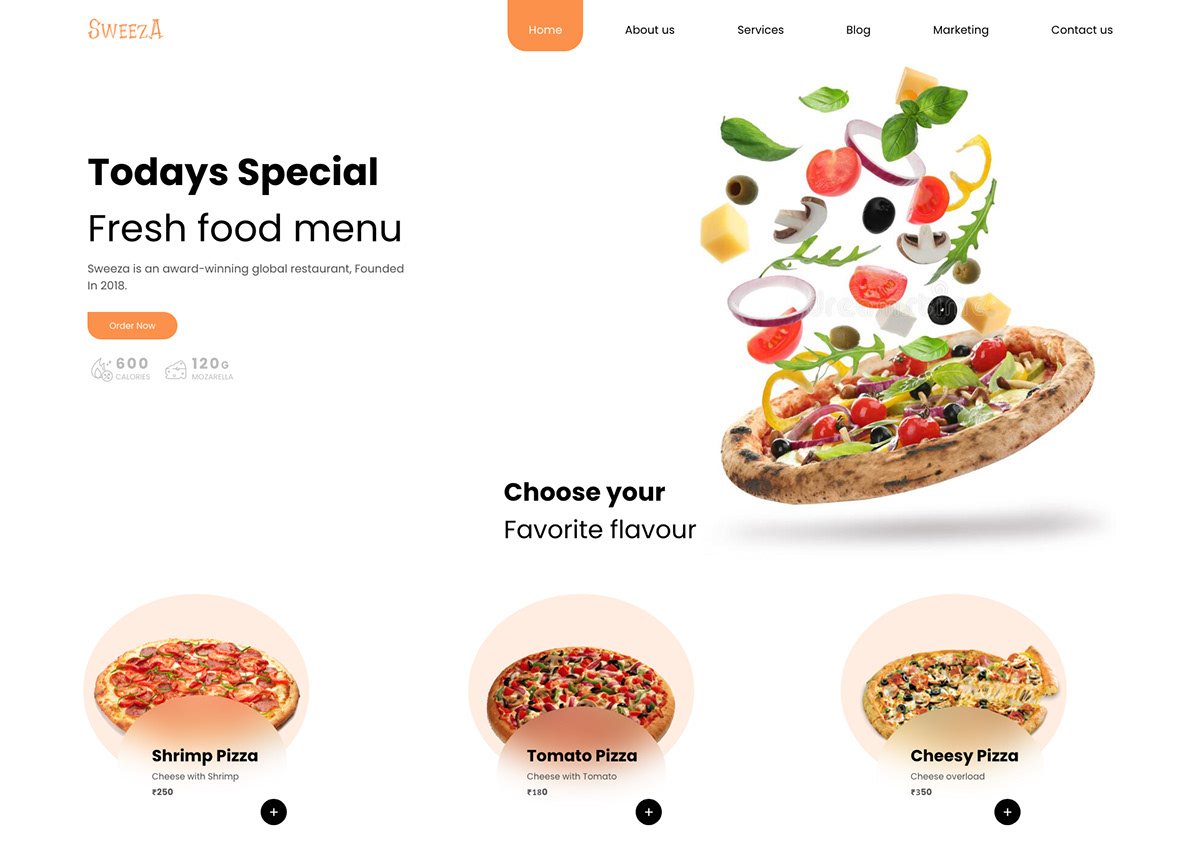 SweezA
Home
About us
Services
Blog
Marketing
Contact us
Todays Special
Fresh food menu
Sweeza is an award-winning global restaurant, Founded
In 2018.
Order Now
600
CALORIES
120G
MOZARELLA
dreamstime
Choose your
Favorite flavour
Shrimp Pizza
Cheese with Shrimp
₹250
Tomato Pizza
Cheese with Tomato
₹180
Cheesy Pizza
Cheese overload
₹350